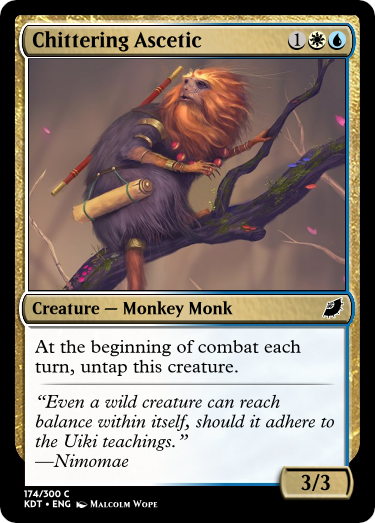 Chittering Ascetic 1
Creature — Monkey Monk
At the beginning of combat each
turn, untap this creature.
“Even a wild creature can reach
balance within itself, should it adhere to
the Uiki teachings.”
—Nimomae
3/3
174/300 C
KDT • ENG Malcolm Wope